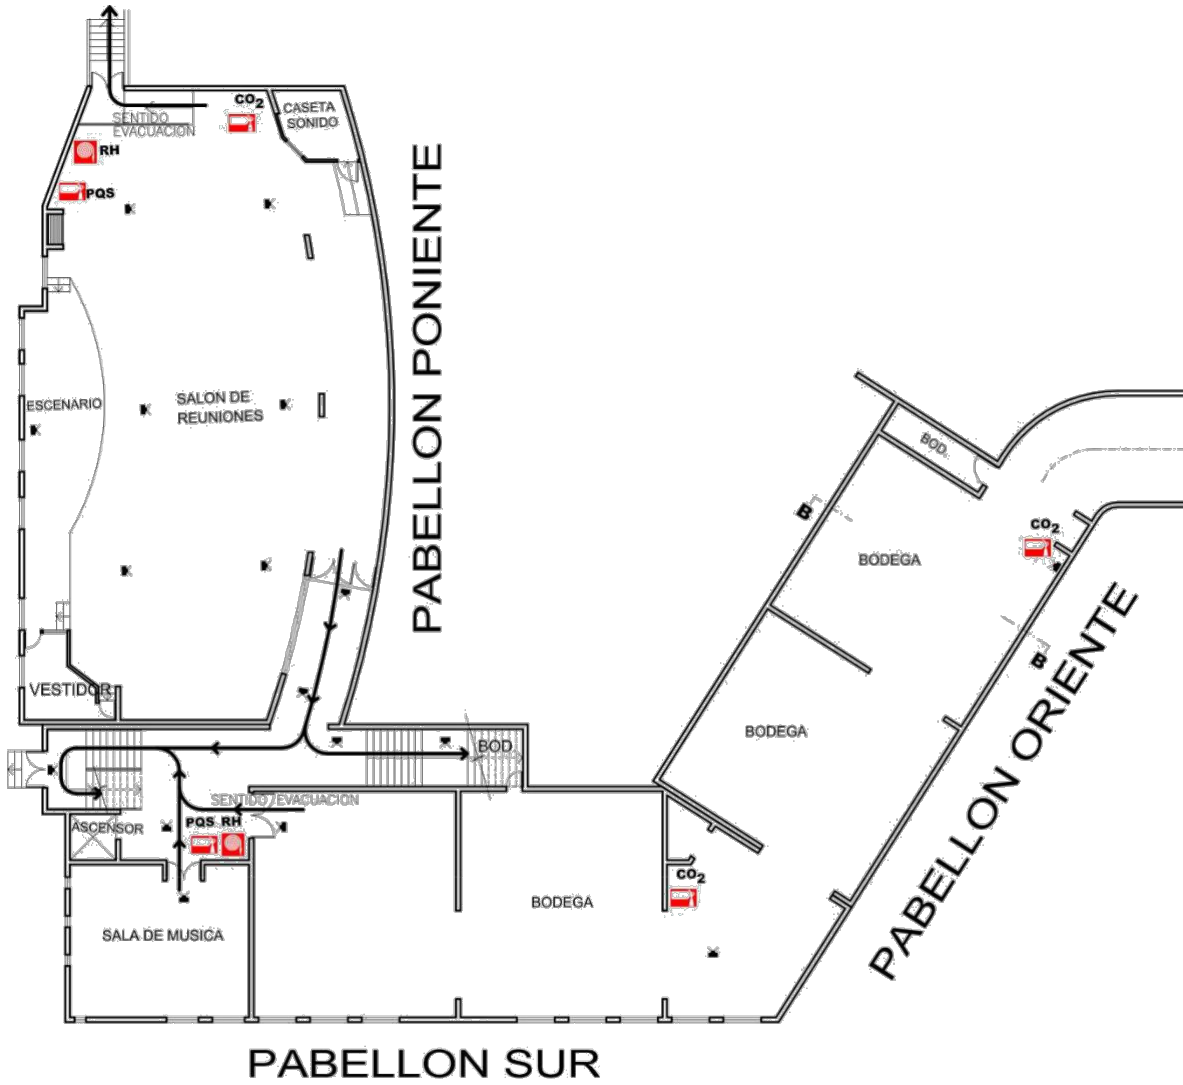 CO2
CASETA
SONIDO
SENTIDO
EVACUACION
RH
PQS
PABELLON PONIENTE
ESCENARIO
SALON DE
REUNIONES
BOD.
B
CO2
BODEGA
B
PABELLON ORIENTE
VESTIDOR
BODEGA
BOD
SENTIDO EVACUACION
ASCENSOR
PQS RH
CO2
BODEGA
SALA DE MUSICA
PABELLON SUR